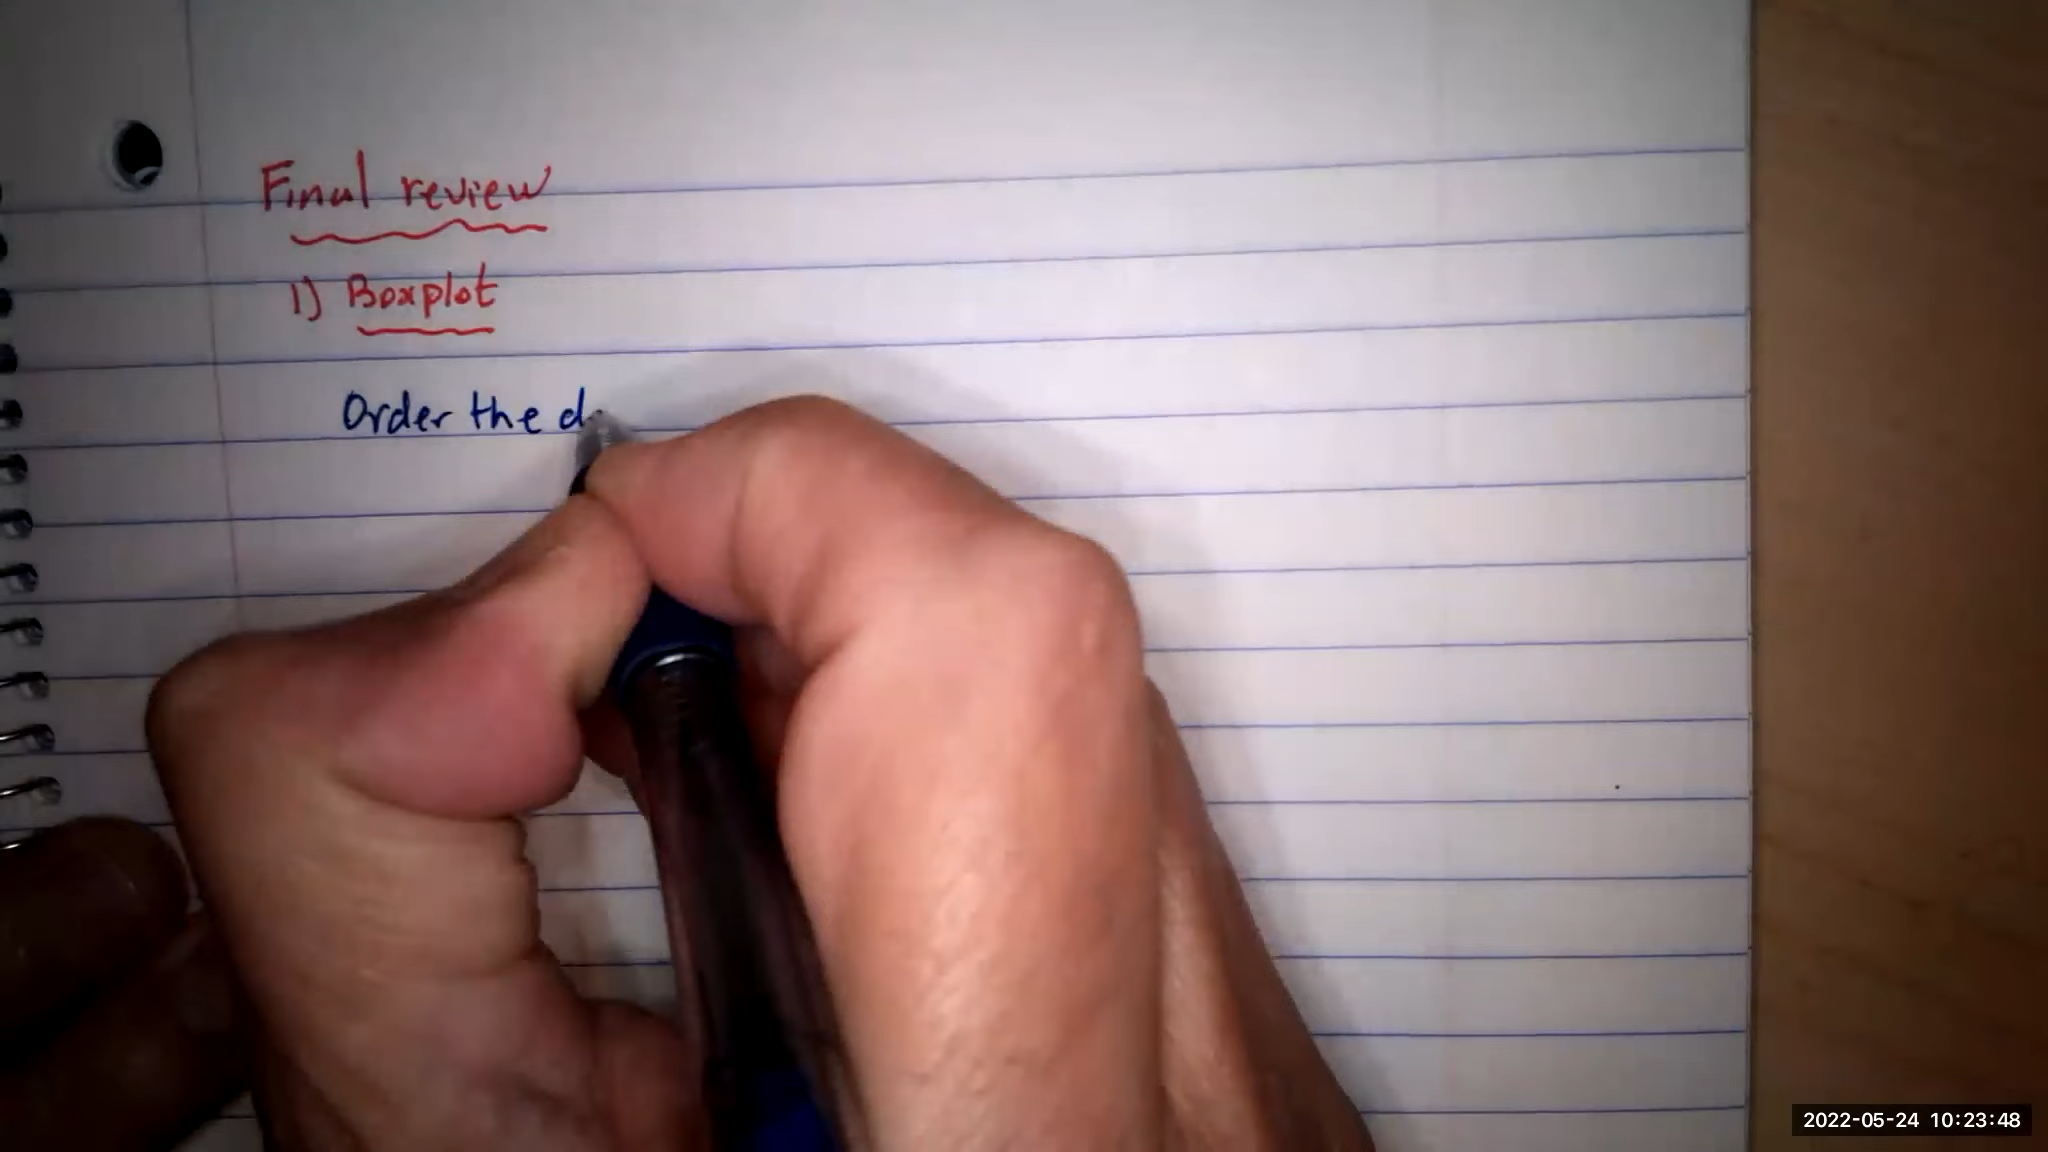 Final review
1) Boxplot
Order the
2022-05-24 10:23:48